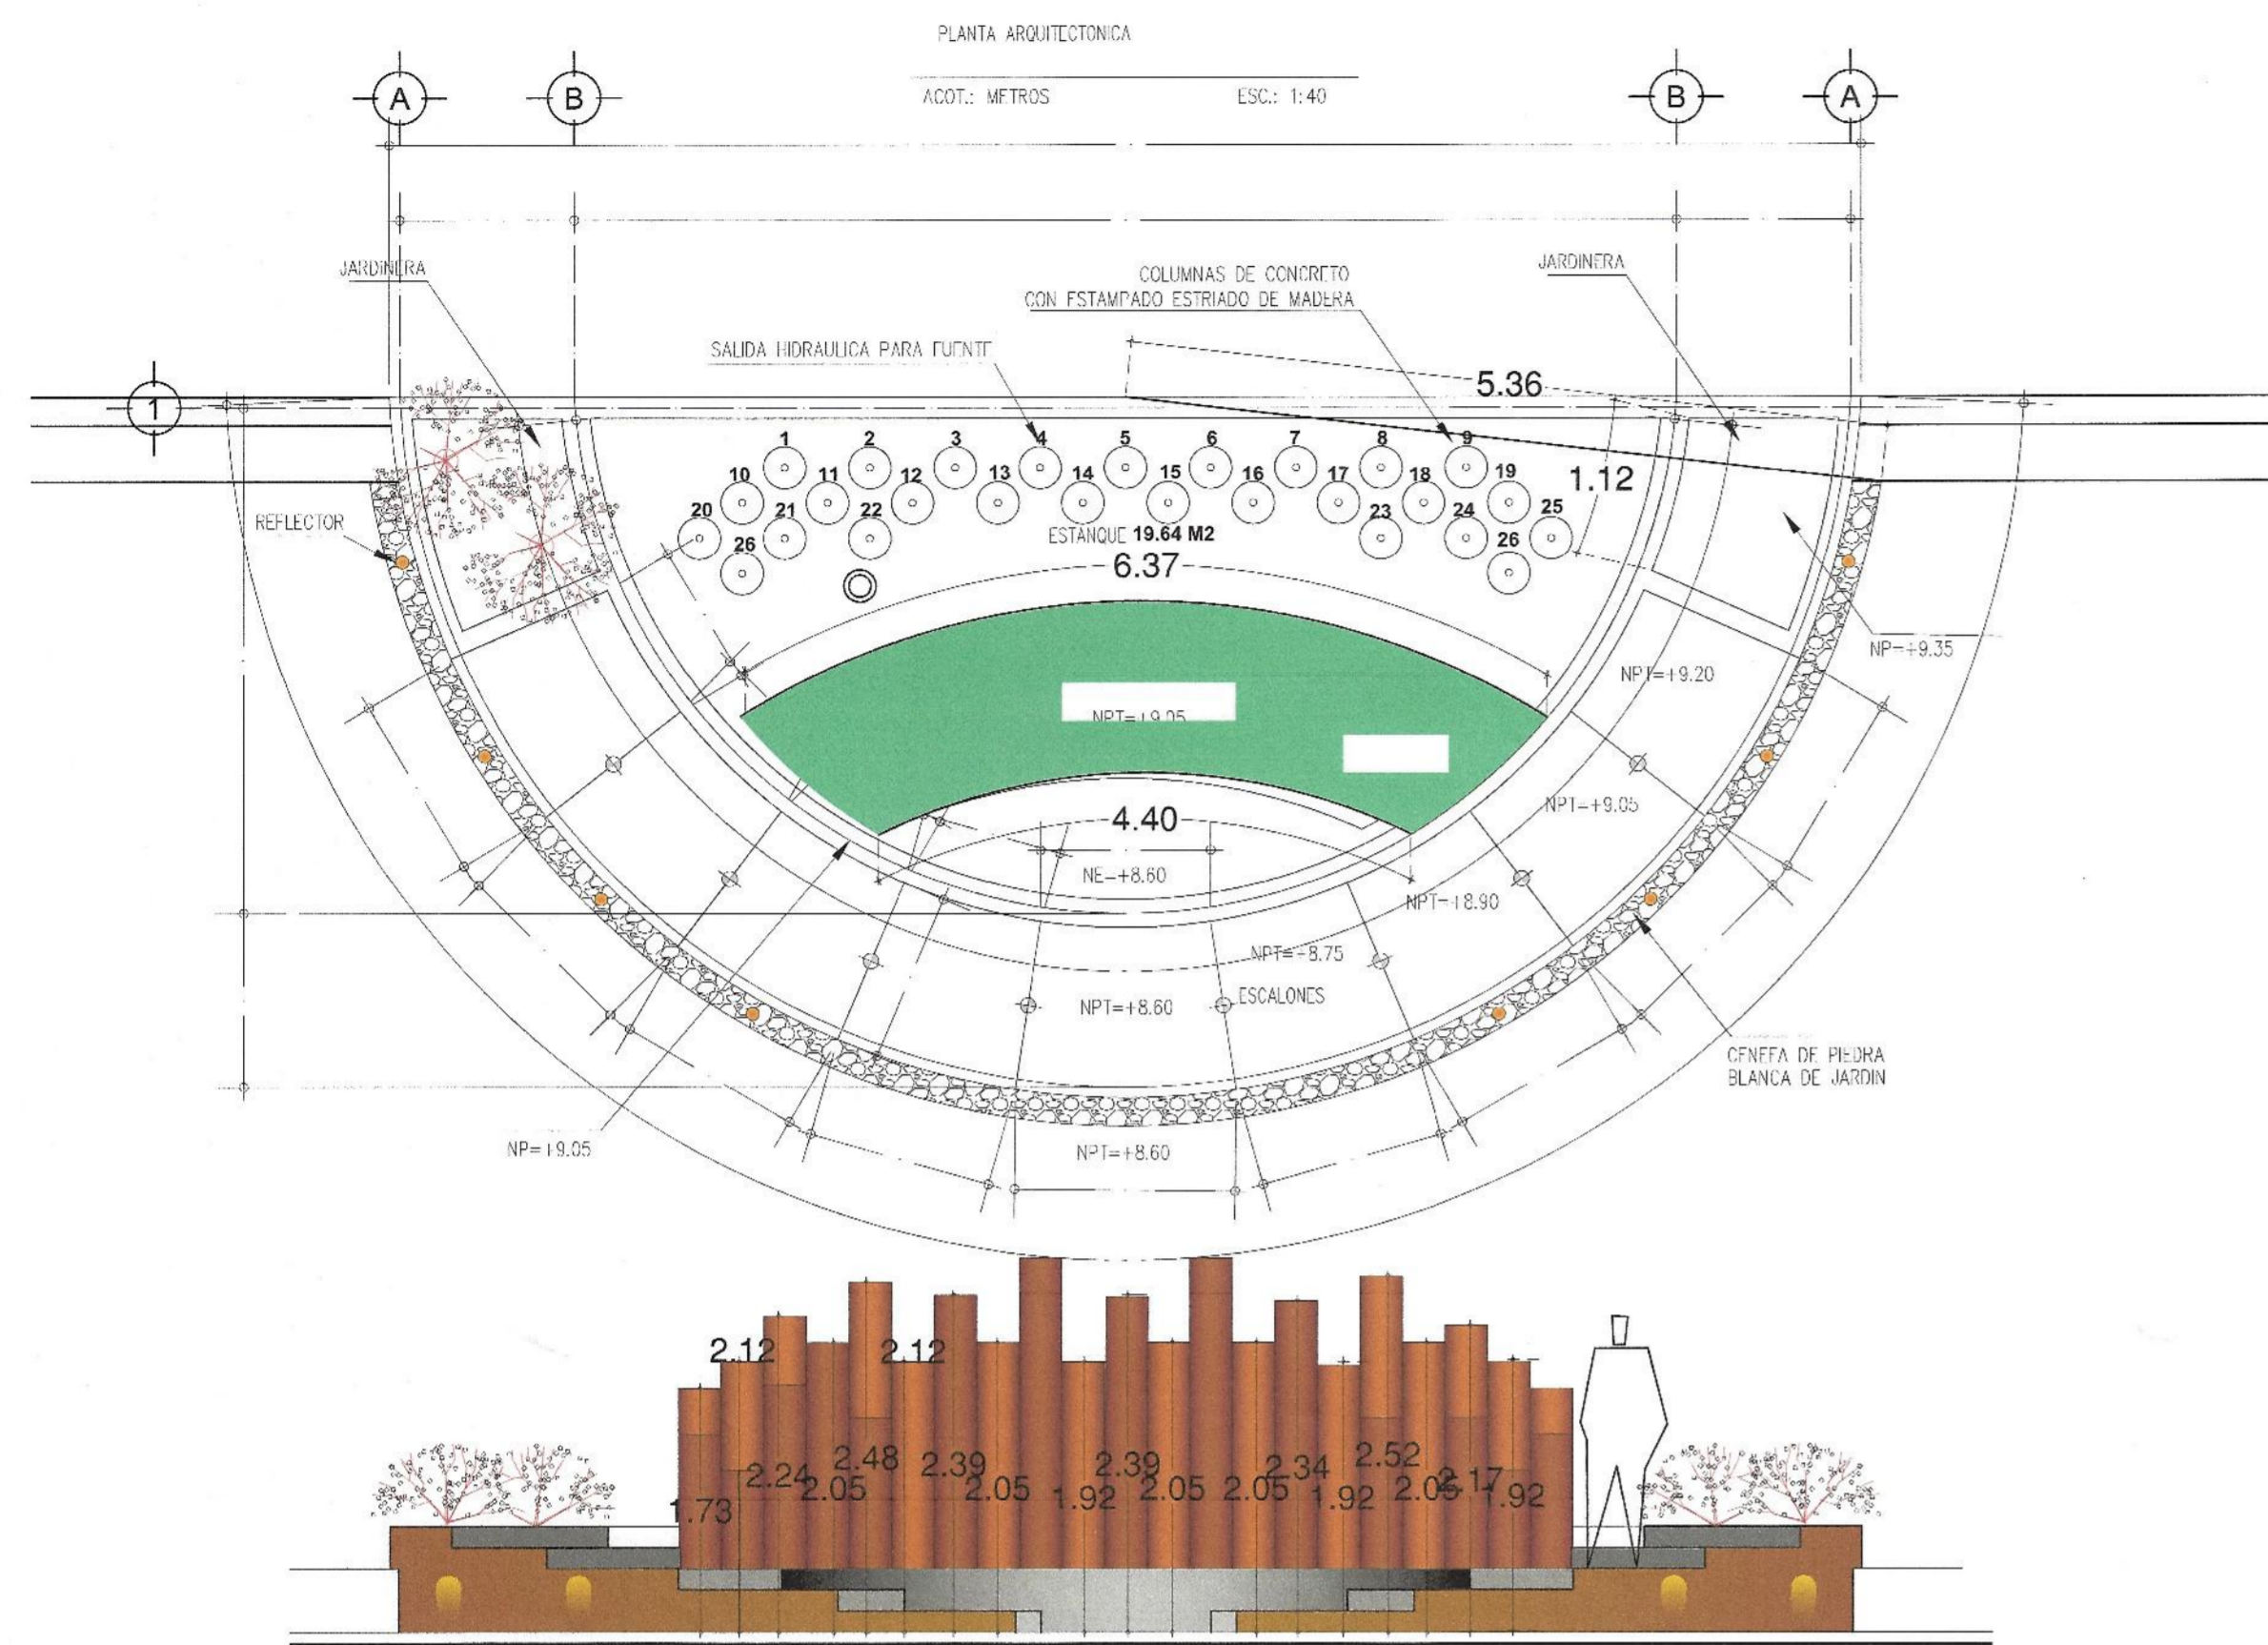 PLANTA ARQUITECTONICA
ACOT.: METROS
ESC.: 1:40
A
B
B
A
JARDINERA
COLUMNAS DE CONCRETO
CON ESTAMPADO ESTRIADO DE MADERA
JARDINERA
SALIDA HIDRAULICA PARA FUENTE
1
5.36
1 2 3 4 5 6 7 8 9
10 11 12 13 14 15 16 17 18 19
1.12
20 21 22 23 24 25
REFLECTOR
ESTANQUE 19.64 M2
26
26
6.37
NP=+9.35
NPT=+9.20
NPT=+9.05
NPT=+9.05
4.40
NE=+8.60
NPT=+8.90
NPT=+8.75
ESCALONES
NPT=+8.60
CENEFA DE PIEDRA
BLANCA DE JARDIN
NP=+9.05
NPT=+8.60
2.12
2.12
2.48
2.39
2.39
2.34
2.52
2.24
2.05
2.05
1.92
2.05
2.05
1.92
2.05
2.17
1.92
1.73